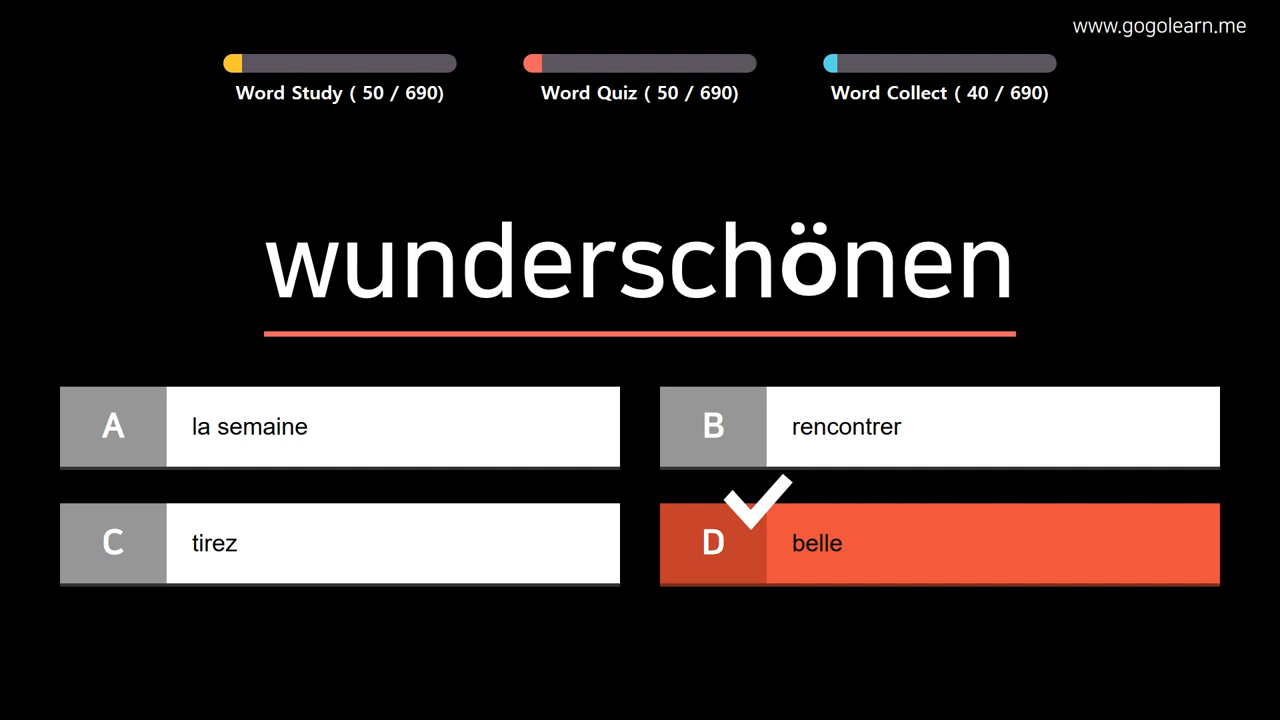 www.gogolearn.me
Word Study ( 50 / 690)
Word Quiz ( 50 / 690)
Word Collect ( 40 / 690)
wunderschönen
A la semaine
B rencontrer
C tirez
D belle